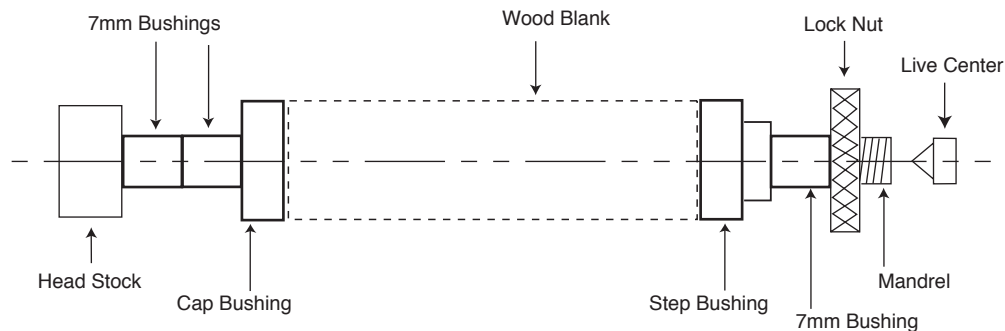 7mm Bushings
Wood Blank
Lock Nut
Live Center
Head Stock
Cap Bushing
Step Bushing
Mandrel
7mm Bushing